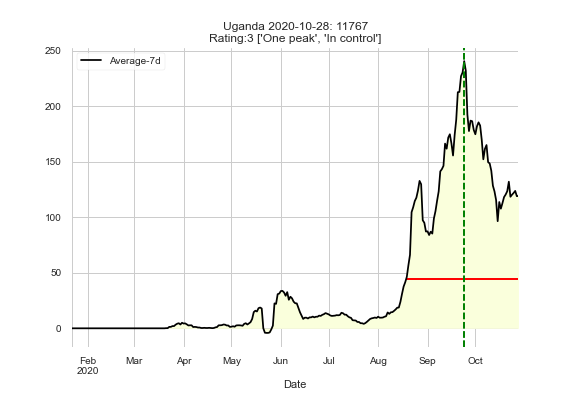 Uganda 2020-10-28: 11767
Rating:3 ['One peak', 'In control']
Average-7d
250
200
150
100
50
0
Feb Mar Apr May Jun Jul Aug Sep Oct
2020
Date